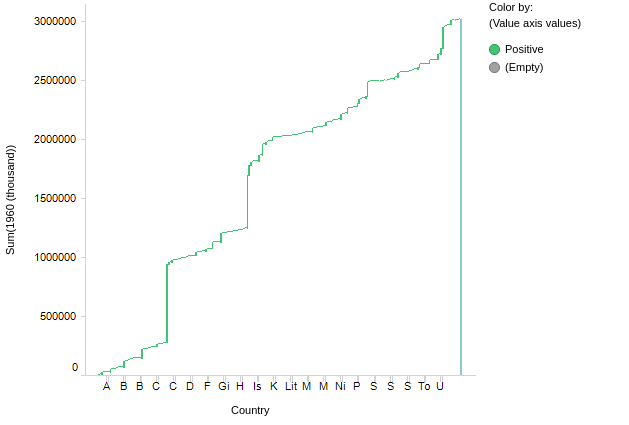 Color by:
(Value axis values)
Positive
(Empty)
3000000
2500000
2000000
1500000
1000000
500000
0
Sum(1960 (thousand))
A B B C C D F Gi H Is K Lit M M Ni P S S S To U
Country